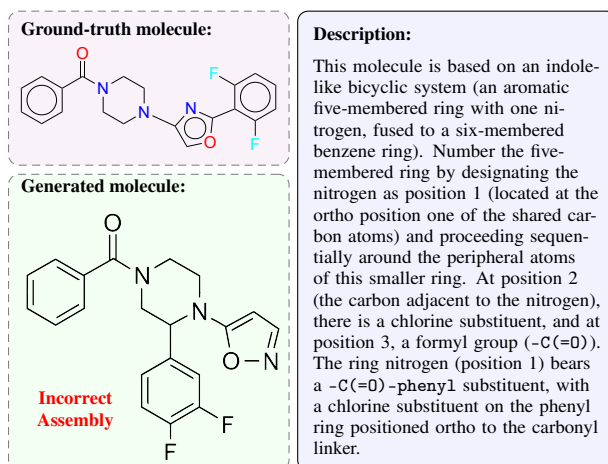 Ground-truth molecule:
O
N
N
N
O
F
F
Generated molecule:
O
N
N
O
N
F
F
Incorrect
Assembly
Description:
This molecule is based on an indole-
like bicyclic system (an aromatic
five-membered ring with one ni-
trogen, fused to a six-membered
benzene ring). Number the five-
membered ring by designating the
nitrogen as position 1 (located at the
ortho position one of the shared car-
bon atoms) and proceeding sequen-
tially around the peripheral atoms
of this smaller ring. At position 2
(the carbon adjacent to the nitrogen),
there is a chlorine substituent, and at
position 3, a formyl group (-C(=O)).
The ring nitrogen (position 1) bears
a -C(=O)-phenyl substituent, with
a chlorine substituent on the phenyl
ring positioned ortho to the carbonyl
linker.